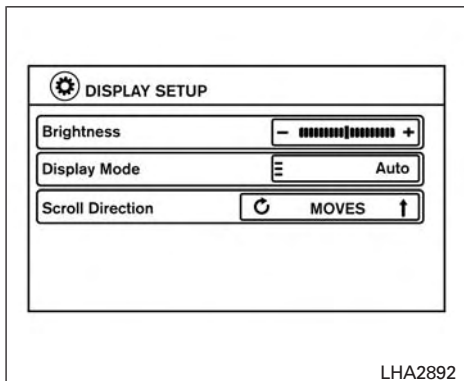 DISPLAY SETUP
Brightness - +
Display Mode Auto
Scroll Direction MOVES
LHA2892